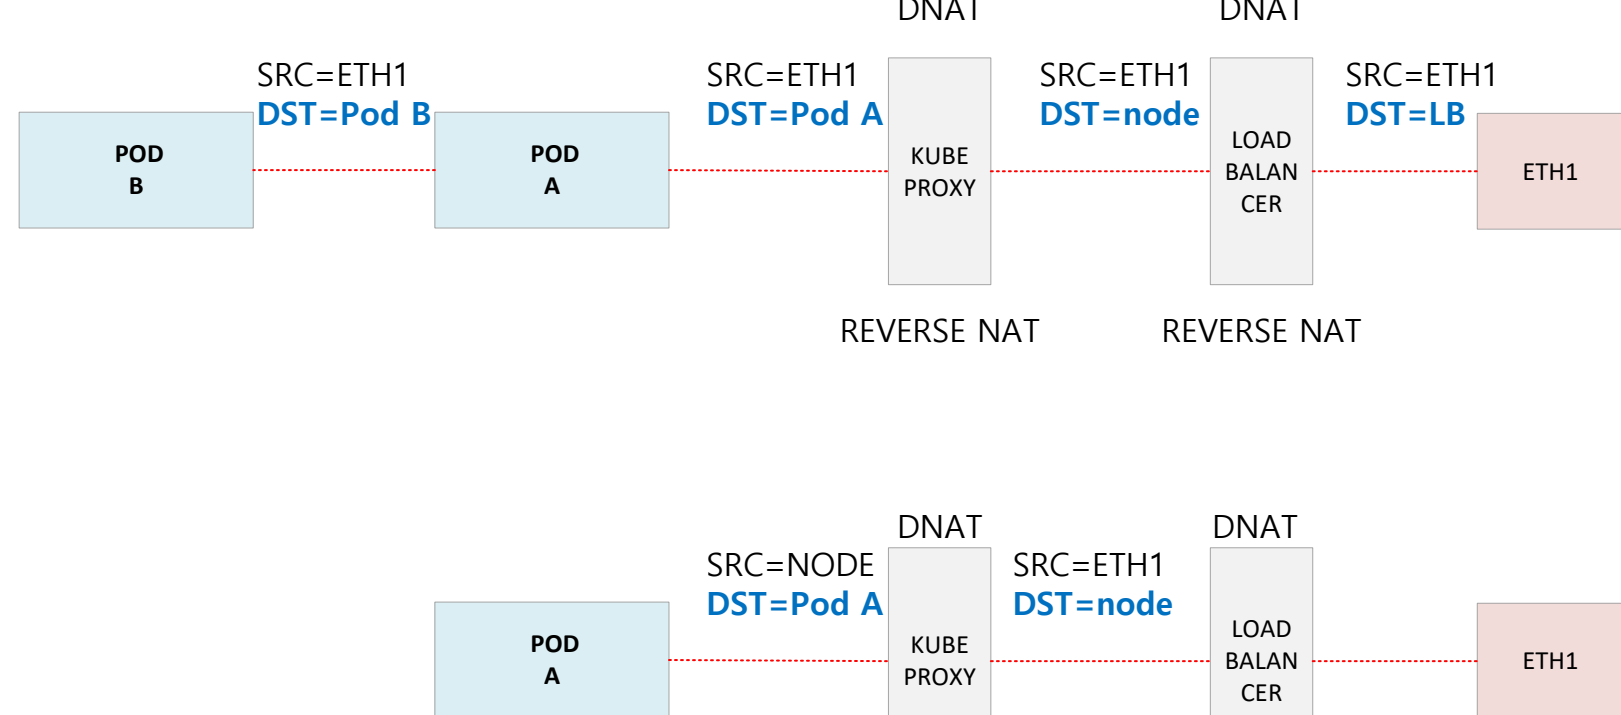 DNAT
DNAT
SRC=ETH1
DST=Pod B
SRC=ETH1
DST=Pod A
SRC=ETH1
DST=node
SRC=ETH1
DST=LB
POD
B
POD
A
KUBE
PROXY
LOAD
BALAN
CER
ETH1
REVERSE NAT
REVERSE NAT
DNAT
DNAT
SRC=NODE
DST=Pod A
SRC=ETH1
DST=node
POD
A
KUBE
PROXY
LOAD
BALAN
CER
ETH1